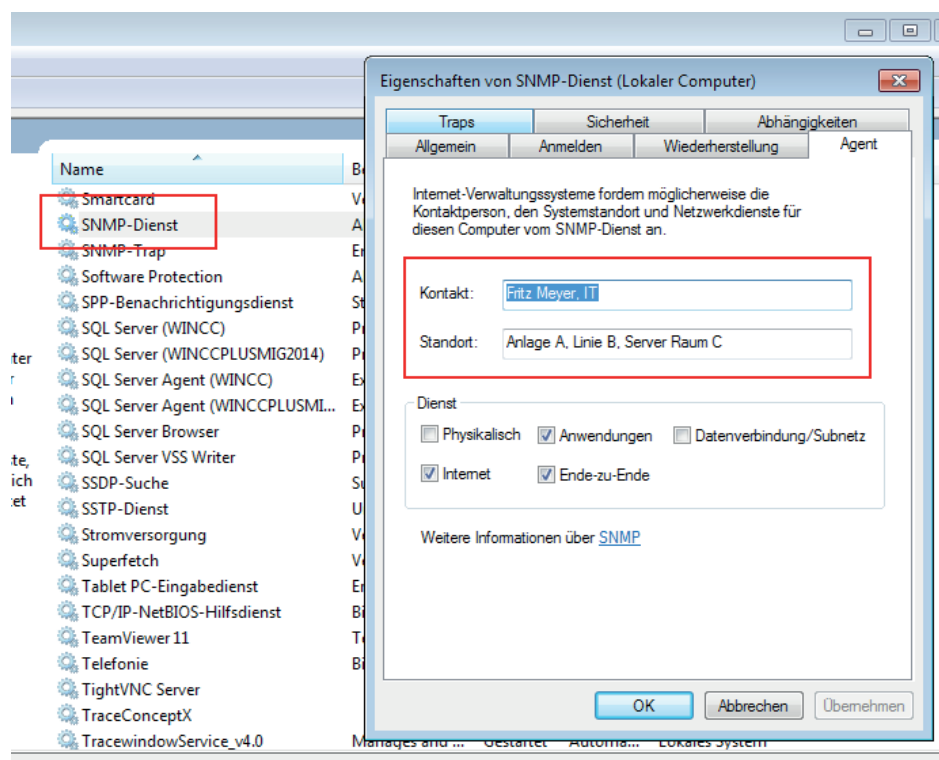 Eigenschaften von SNMP-Dienst (Lokaler Computer)
Traps Sicherheit Abhängigkeiten
Allgemein Anmelden Wiederherstellung Agent
Internet-Verwaltungssysteme fordern möglicherweise die
Kontaktperson, den Systemstandort und Netzwerkdienste für
diesen Computer vom SNMP-Dienst an.
Kontakt: Fritz Meyer, IT
Standort: Anlage A, Linie B, Server Raum C
Dienst
Physikalisch Anwendungen Datenverbindung/Subnetz
Internet Ende-zu-Ende
Weitere Informationen über SNMP
OK Abbrechen Übernehmen
Name
Smartcard
SNMP-Dienst
SNMP-Trap
Software Protection
SPP-Benachrichtigungsdienst
SQL Server (WINCC)
SQL Server (WINCCPLUSMIG2014)
SQL Server Agent (WINCC)
SQL Server Agent (WINCCPLUSMI...
SQL Server Browser
SQL Server VSS Writer
SSDP-Suche
SSTP-Dienst
Stromversorgung
Superfetch
Tablet PC-Eingabedienst
TCP/IP-NetBIOS-Hilfsdienst
TeamViewer 11
Telefonie
TightVNC Server
TraceConceptX
TracewindowService_v4.0 Manages and ... Gestartet Automa... Lokales System